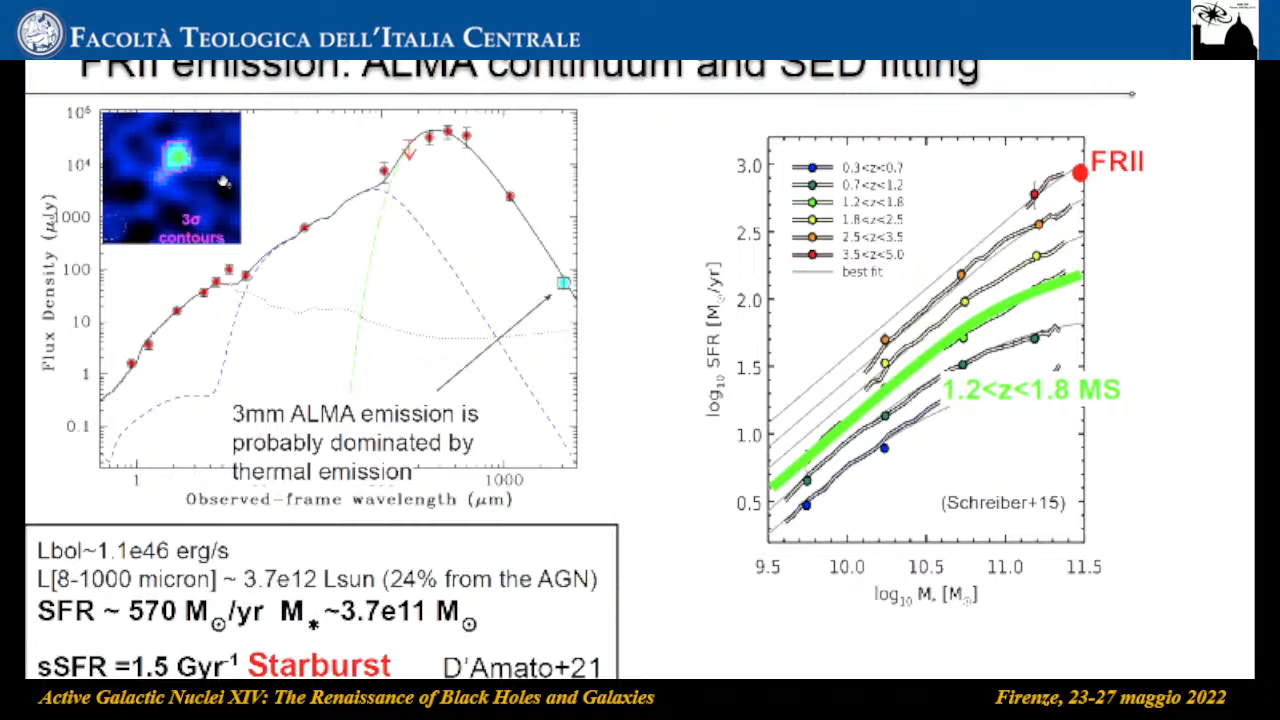 FACOLTÀ TEOLOGICA DELL'ITALIA CENTRALE
FRII emission: ALMA continuum and SED fitting
Flux Density (μJy)
10⁵
10⁴
1000
100
10
1
0.1
3σ
contours
3mm ALMA emission is
probably dominated by
thermal emission
1
1000
Observed-frame wavelength (μm)
Lbol~1.1e46 erg/s
L[8-1000 micron] ~ 3.7e12 Lsun (24% from the AGN)
SFR ~ 570 M⊙/yr M* ~3.7e11 M⊙
sSFR =1.5 Gyr⁻¹ Starburst D'Amato+21
log₁₀ SFR [M⊙/yr]
3.0
2.5
2.0
1.5
1.0
0.5
0.3<z<0.7
0.7<z<1.2
1.2<z<1.8
1.8<z<2.5
2.5<z<3.5
3.5<z<5.0
best fit
FRII
1.2<z<1.8 MS
(Schreiber+15)
9.5 10.0 10.5 11.0 11.5
log₁₀ M* [M⊙]
Active Galactic Nuclei XIV: The Renaissance of Black Holes and Galaxies
Firenze, 23-27 maggio 2022